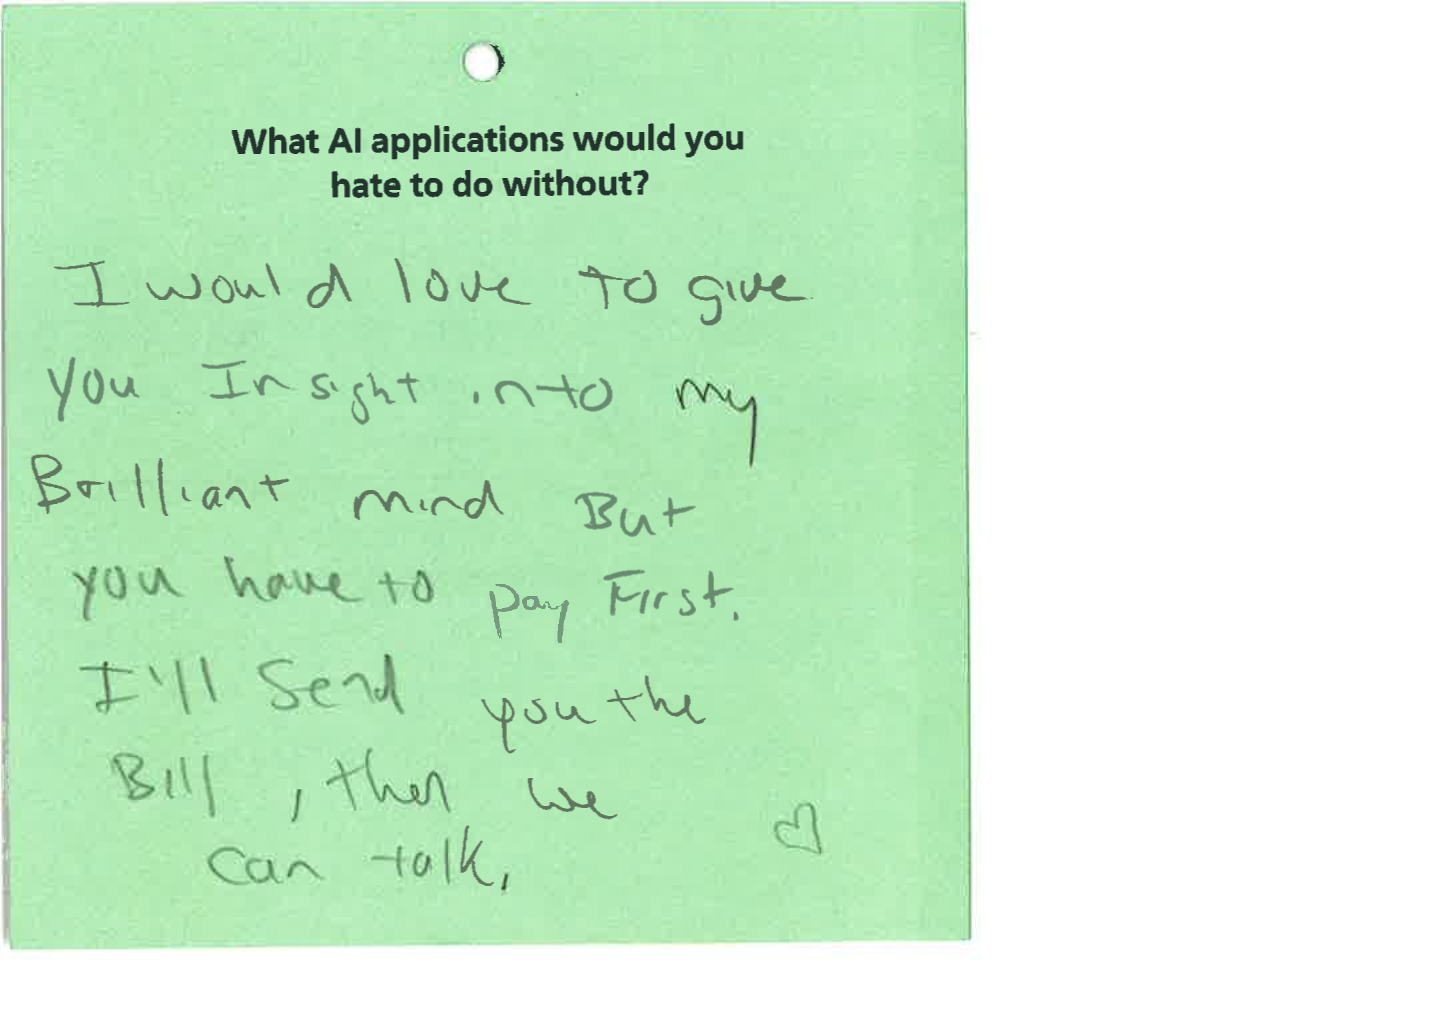 What AI applications would you
hate to do without?
I would love to give
you Insight into my
Brilliant mind But
you have to pay First.
I'll Send you the
Bill, then we
can talk,